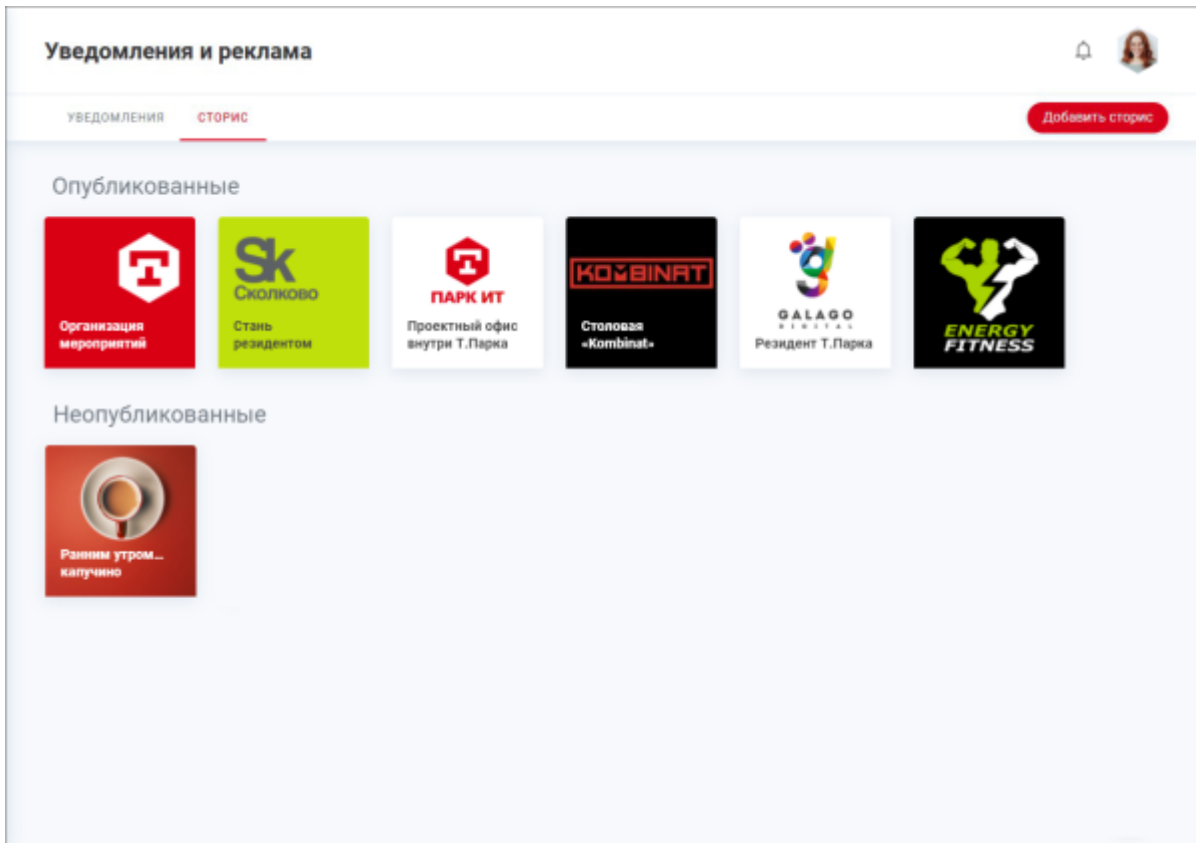 Уведомления и реклама
УВЕДОМЛЕНИЯ
СТОРИС
Добавить сторис
Опубликованные
Организация
мероприятий
Sk
Сколково
Стань
резидентом
ПАРК ИТ
Проектный офис
внутри Т.Парка
KOMBINAT
Столовая
«Kombinat»
GALAGO
DIGITAL
Резидент Т.Парка
ENERGY
FITNESS
Неопубликованные
Ранним утром...
капучино